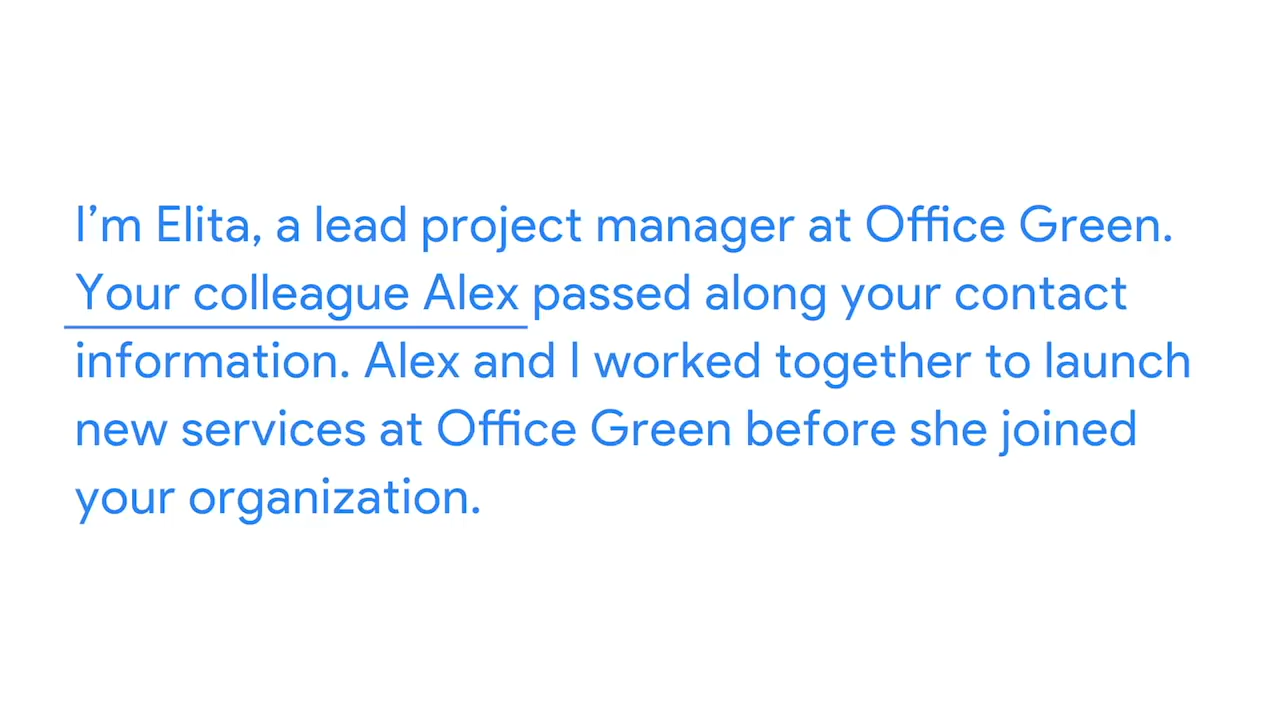 I’m Elita, a lead project manager at Office Green.
Your colleague Alex passed along your contact
information. Alex and I worked together to launch
new services at Office Green before she joined
your organization.